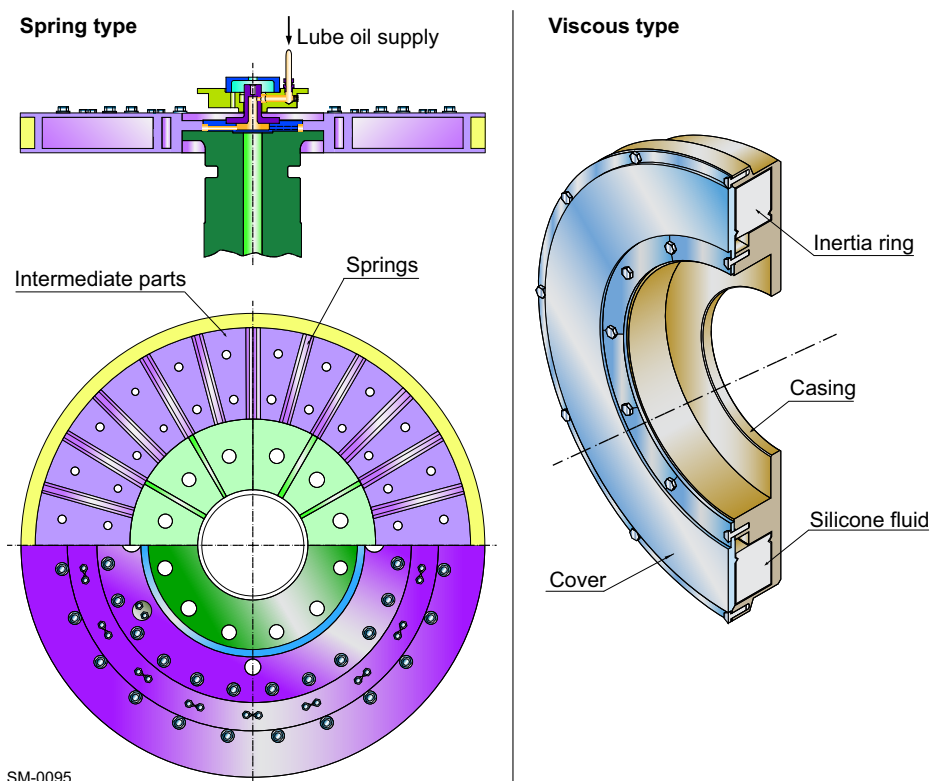 Spring type
Lube oil supply
Intermediate parts
Springs
SM-0095
Viscous type
Inertia ring
Casing
Silicone fluid
Cover